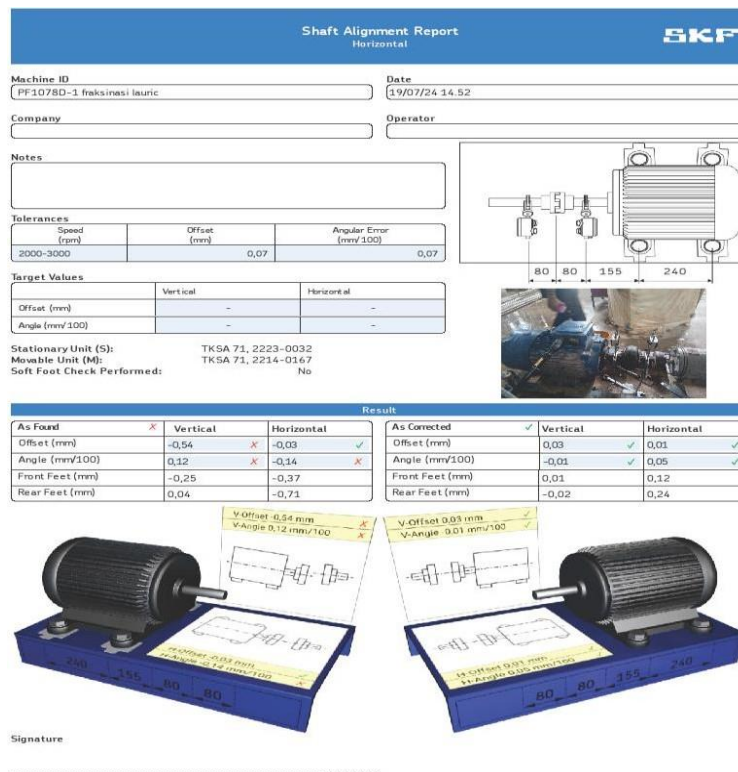 Shaft Alignment Report
Horizontal
SKF
Machine ID
PF1078D-1 fraksinasi lauric
Date
19/07/24 14.52
Company
Operator
Notes
Tolerances
Speed (rpm) Offset (mm) Angular Error (mm/100)
2000-3000 0,07 0,07
80 80 155 240
Target Values
Vertical Horizontal
Offset (mm) - -
Angle (mm/100) - -
Stationary Unit (S): TKSA 71, 2223-0032
Movable Unit (M): TKSA 71, 2214-0167
Soft Foot Check Performed: No
Result
As Found ✗ Vertical Horizontal
Offset (mm) -0,54 ✗ -0,03 ✓
Angle (mm/100) 0,12 ✗ -0,14 ✗
Front Feet (mm) -0,25 -0,37
Rear Feet (mm) 0,04 -0,71
As Corrected ✓ Vertical Horizontal
Offset (mm) 0,03 ✓ 0,01 ✓
Angle (mm/100) -0,01 ✓ 0,05 ✓
Front Feet (mm) 0,01 0,12
Rear Feet (mm) -0,02 0,24
V-Offset -0,54 mm ✗
V-Angle 0,12 mm/100 ✗
H-Offset -0,03 mm ✓
H-Angle -0,14 mm/100
240 155 80 80
V-Offset 0,03 mm ✓
V-Angle -0,01 mm/100 ✓
H-Offset 0,01 mm ✓
H-Angle 0,05 mm/100 ✓
80 80 155 240
Signature